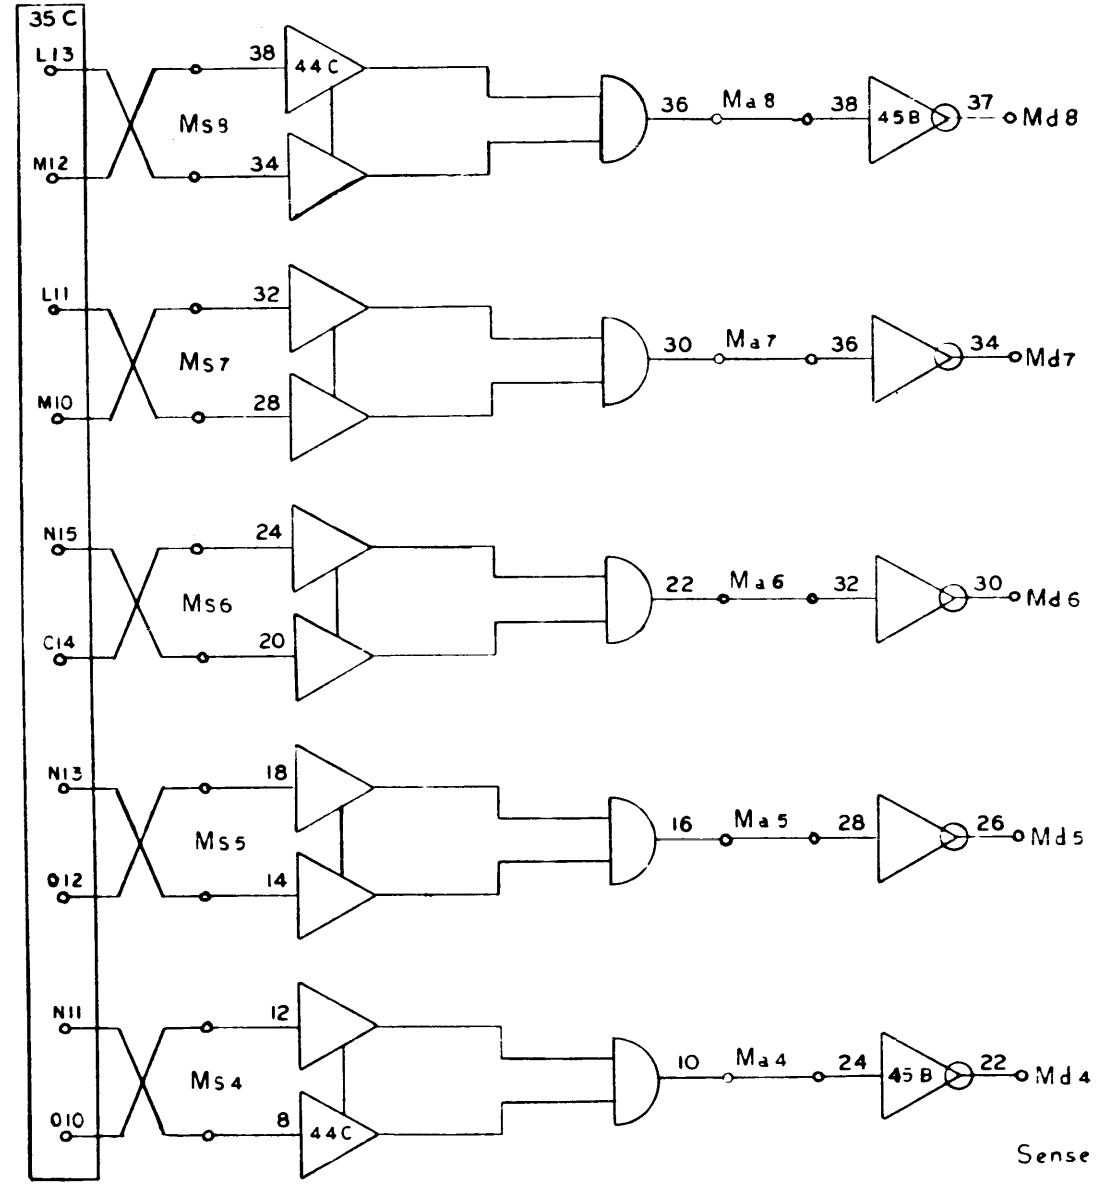 35 C
L13 38 44C
Ms8 36 Ma8 38 45B 37 Md8
M12 34
L11 32
Ms7 30 Ma7 36 34 Md7
M10 28
N15 24
Ms6 22 Ma6 32 30 Md6
C14 20
N13 18
Ms5 16 Ma5 28 26 Md5
O12 14
N11 12
Ms4 10 Ma4 24 45B 22 Md4
O10 8 44C
Sense